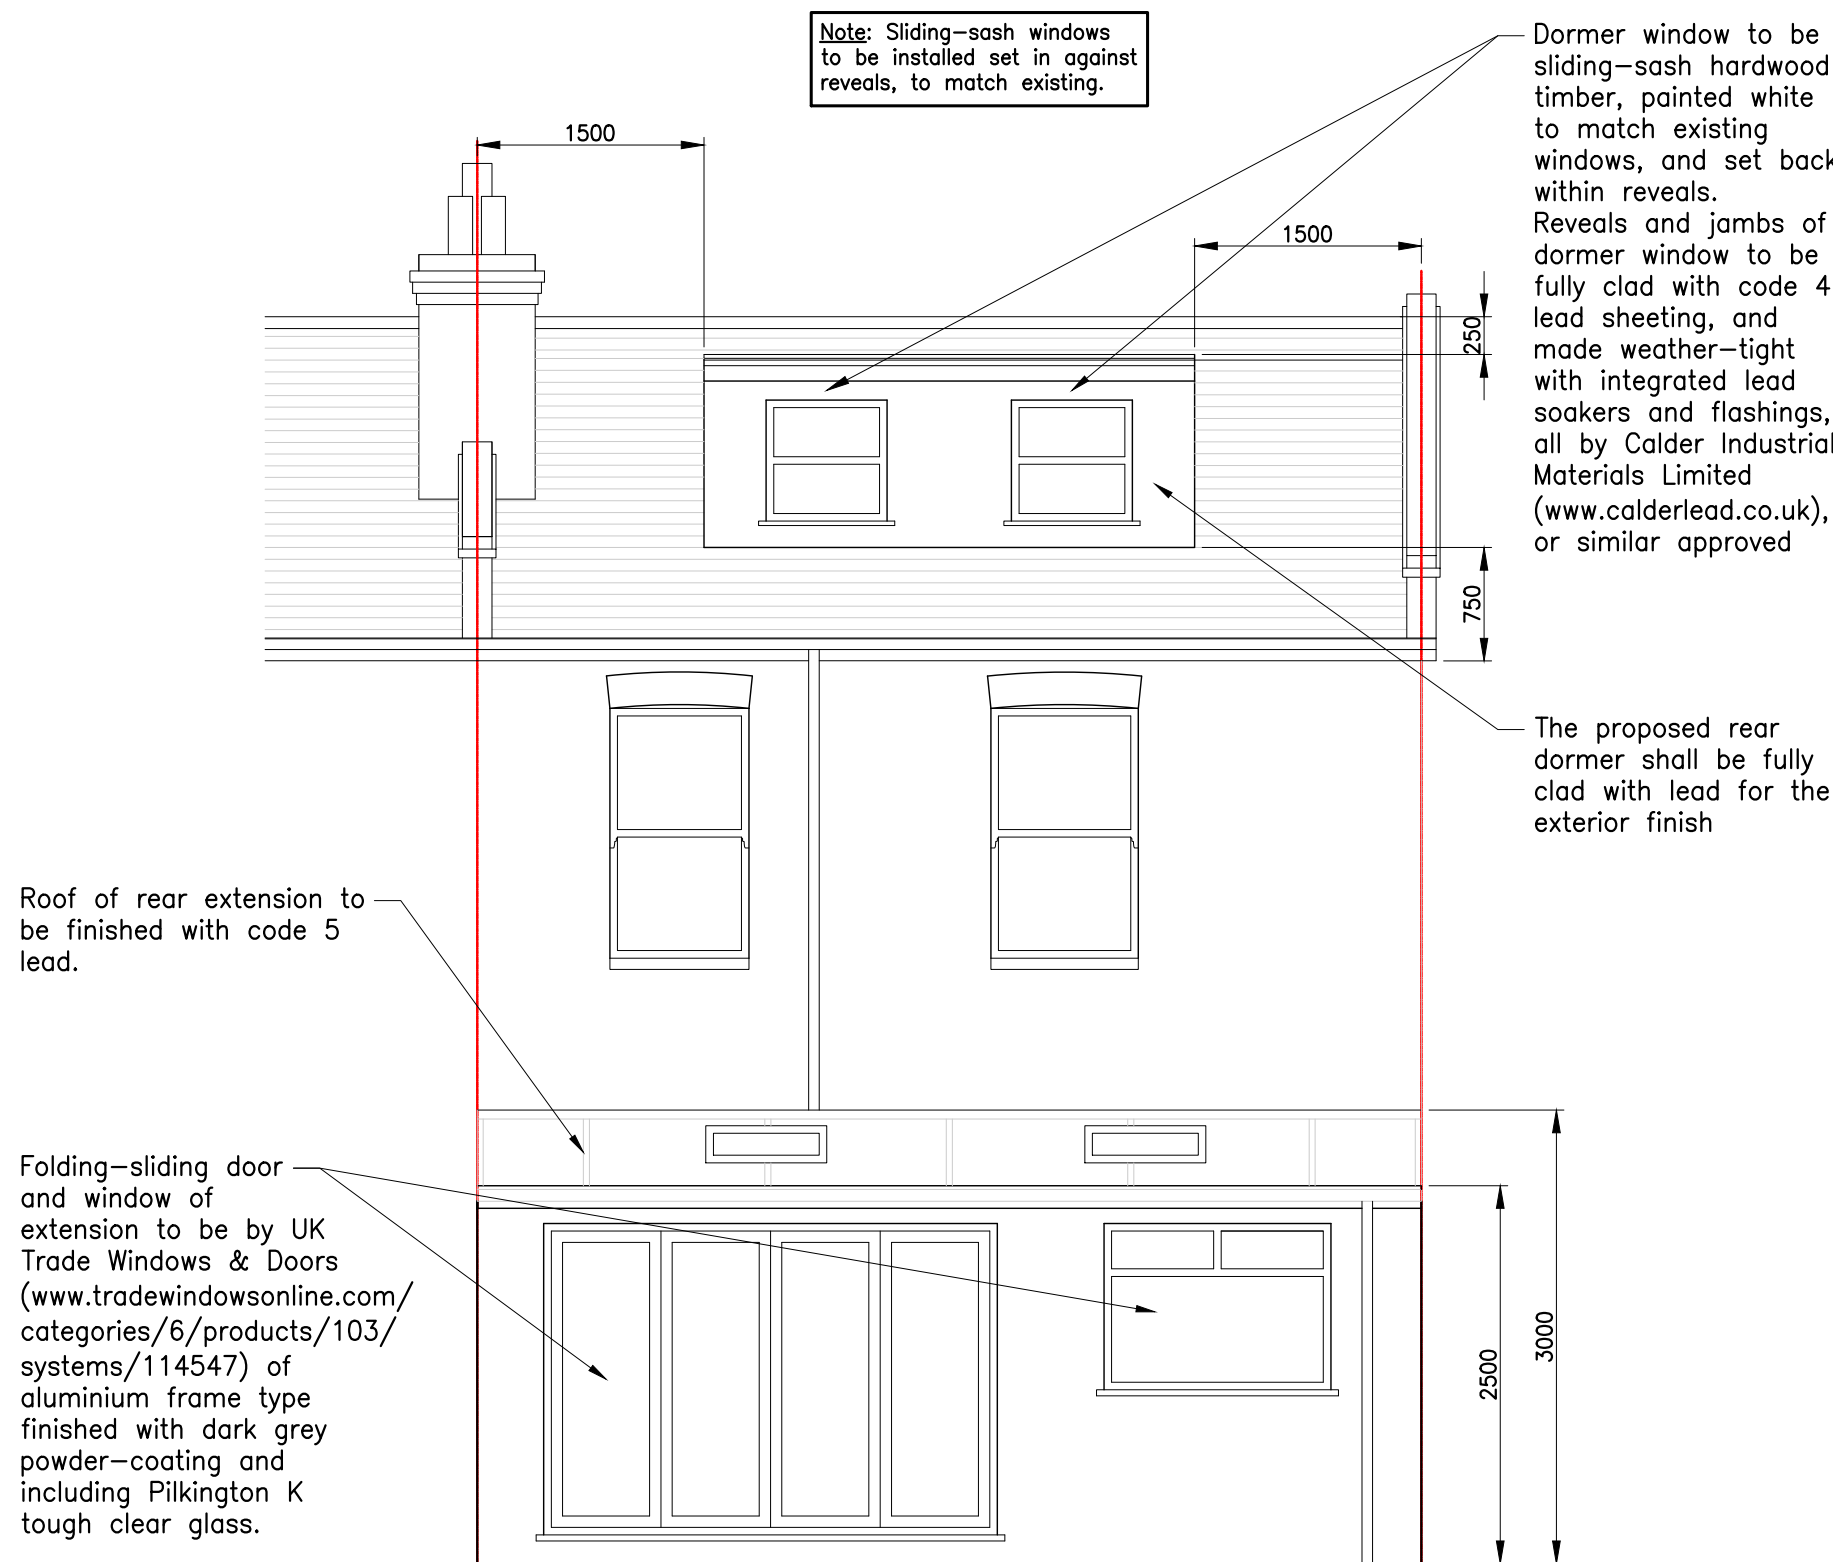 Note: Sliding-sash windows
to be installed set in against
reveals, to match existing.
Dormer window to be
sliding-sash hardwood
timber, painted white
to match existing
windows, and set back
within reveals.
Reveals and jambs of
dormer window to be
fully clad with code 4
lead sheeting, and
made weather-tight
with integrated lead
soakers and flashings,
all by Calder Industrial
Materials Limited
(www.calderlead.co.uk),
or similar approved
1500
1500
250
750
The proposed rear
dormer shall be fully
clad with lead for the
exterior finish
Roof of rear extension to
be finished with code 5
lead.
Folding-sliding door
and window of
extension to be by UK
Trade Windows & Doors
(www.tradewindowsonline.com/
categories/6/products/103/
systems/114547) of
aluminium frame type
finished with dark grey
powder-coating and
including Pilkington K
tough clear glass.
2500
3000